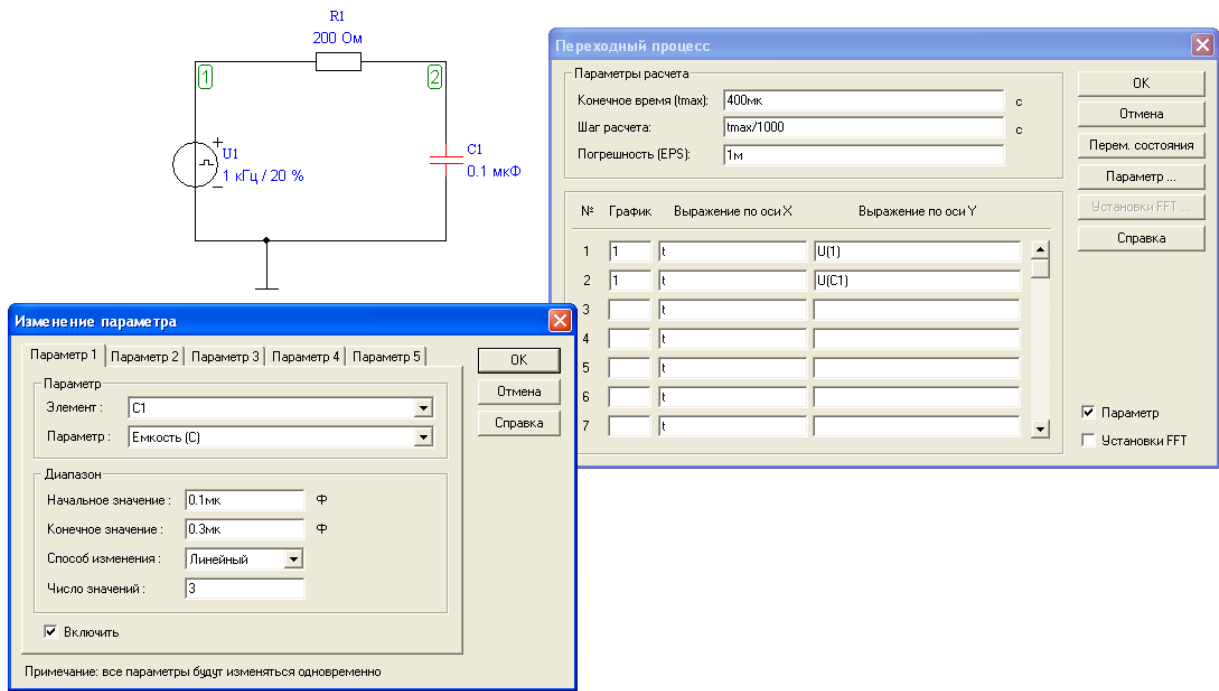 R1
200 Ом
1
2
U1
1 кГц / 20 %
C1
0.1 мкФ
Переходный процесс
Параметры расчета
Конечное время (tmax): 400мк с
Шаг расчета: tmax/1000 с
Погрешность (EPS): 1м
OK
Отмена
Перем. состояния
Параметр ...
Установки FFT ...
Справка
№ График Выражение по оси X Выражение по оси Y
1 1 t U(1)
2 1 t U(C1)
3 t
4 t
5 t
6 t
7 t
Параметр
Установки FFT
Изменение параметра
Параметр 1 Параметр 2 Параметр 3 Параметр 4 Параметр 5
Параметр
Элемент : C1
Параметр : Емкость (C)
Диапазон
Начальное значение : 0.1мк Ф
Конечное значение : 0.3мк Ф
Способ изменения : Линейный
Число значений : 3
Включить
OK
Отмена
Справка
Примечание: все параметры будут изменяться одновременно